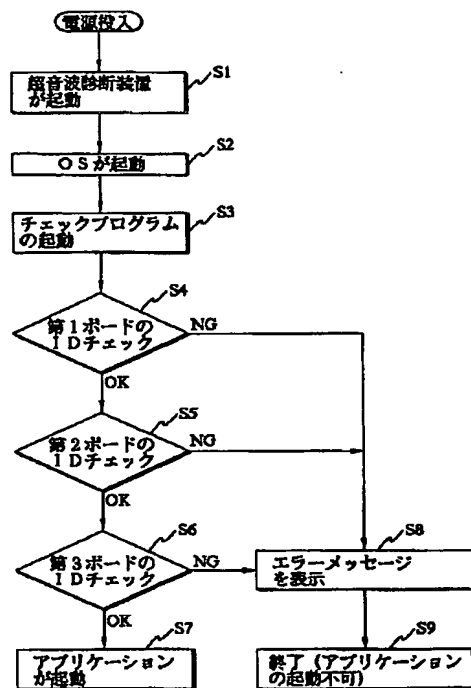 電源投入
S1
超音波診断装置
が起動
S2
OSが起動
S3
チェックプログラム
の起動
S4
第1ボードの
IDチェック
NG
OK
S5
第2ボードの
IDチェック
NG
OK
S6
第3ボードの
IDチェック
NG
OK
S8
エラーメッセージ
を表示
S7
アプリケーション
が起動
S9
終了(アプリケーション
の起動不可)